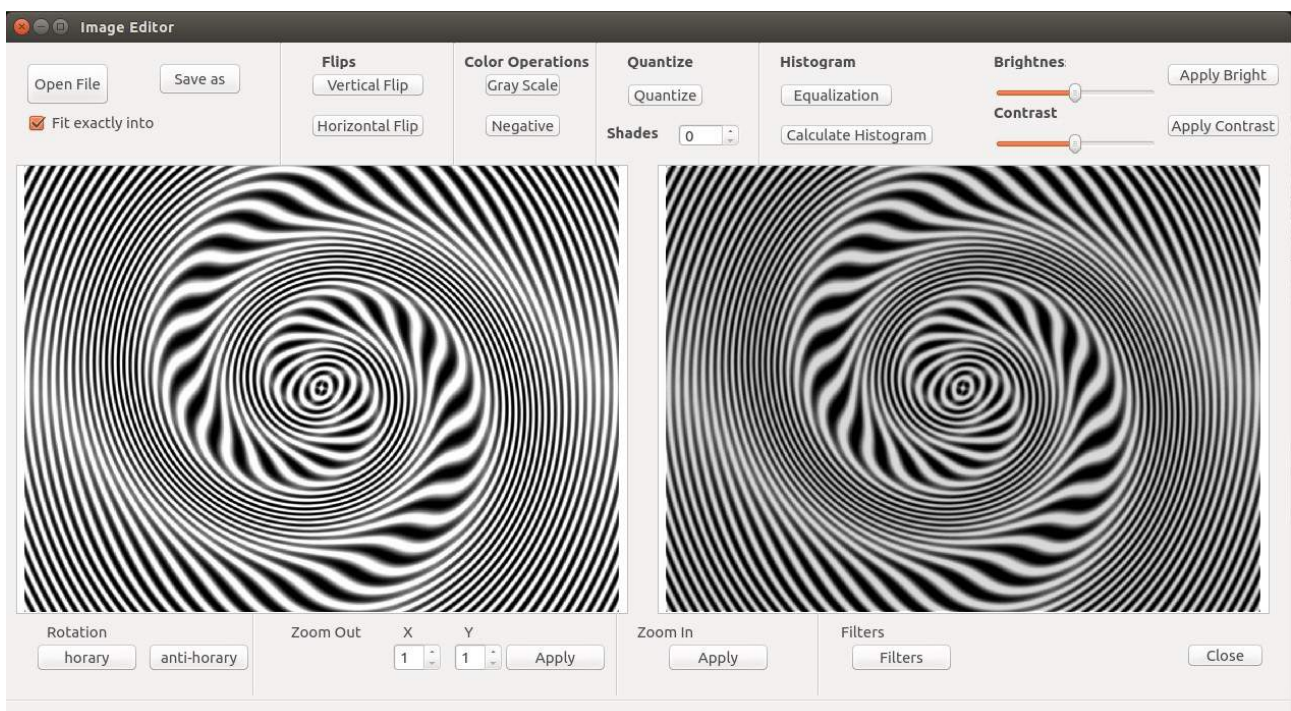 Image Editor
Flips Color Operations Quantize Histogram Brightnes
Open File Save as Vertical Flip Gray Scale Quantize Equalization Apply Bright
Fit exactly into Horizontal Flip Negative Shades 0 Calculate Histogram Contrast Apply Contrast
Rotation Zoom Out X Y Zoom In Filters
horary anti-horary 1 1 Apply Apply Filters Close